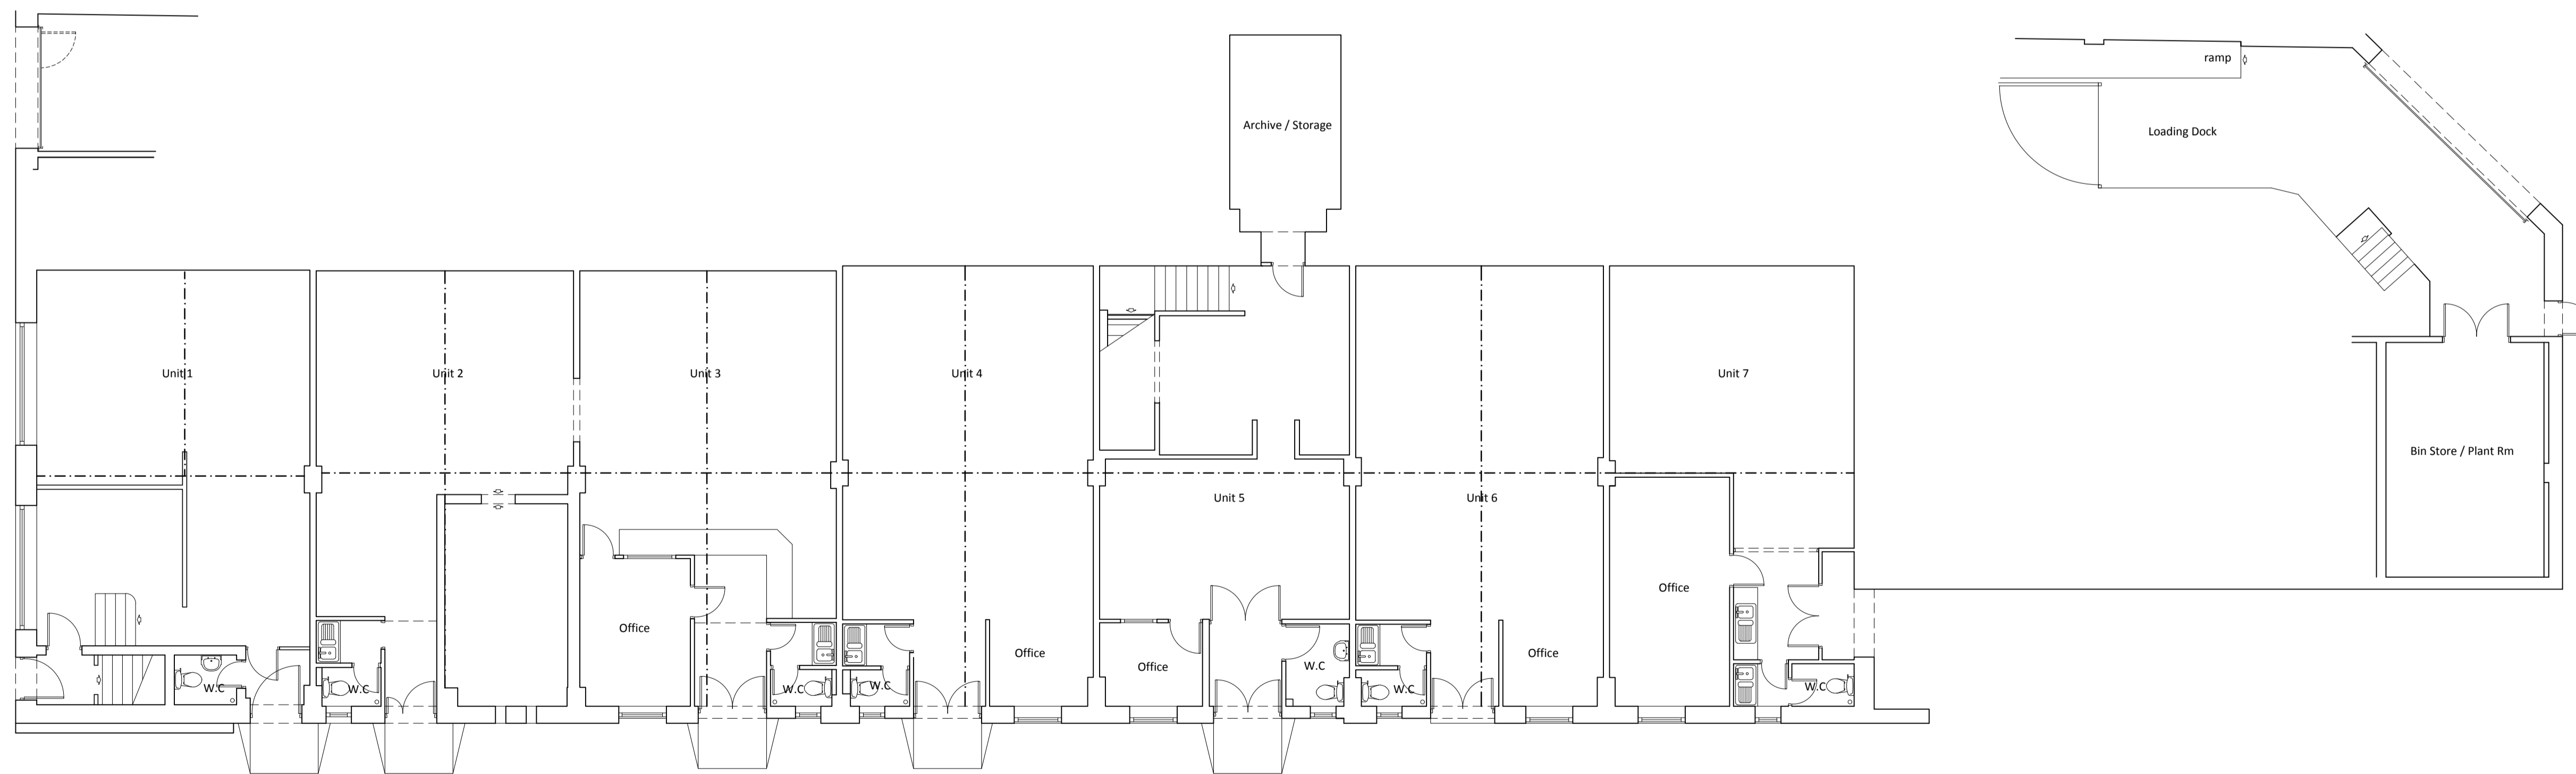 ramp
Archive / Storage
Loading Dock
Unit 1
Unit 2
Unit 3
Unit 4
Unit 7
Bin Store / Plant Rm
Unit 5
Unit 6
Office
Office
Office
Office
Office
W.C
Office
W.C
W.C
W.C
W.C
W.C
W.C